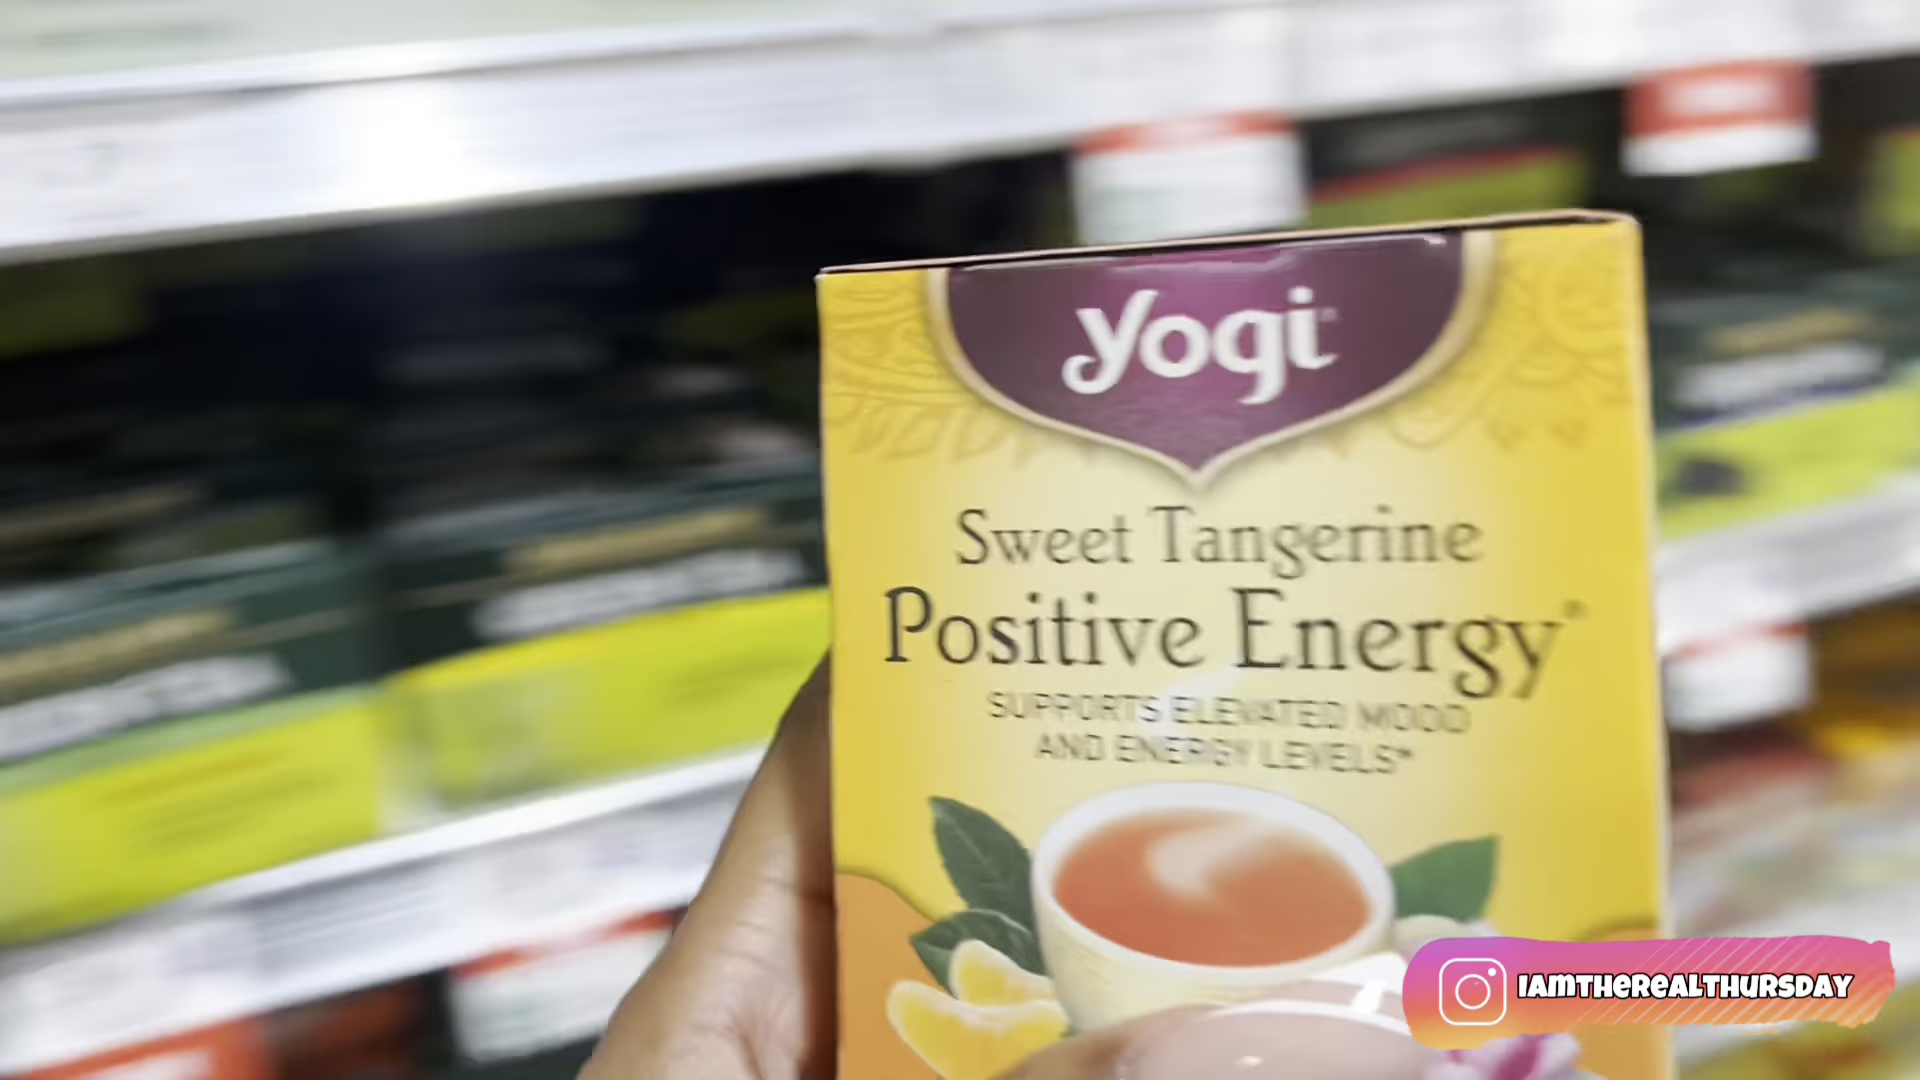 yogi
Sweet Tangerine
Positive Energy®
SUPPORTS ELEVATED MOOD
AND ENERGY LEVELS*
IAMTHEREALTHURSDAY